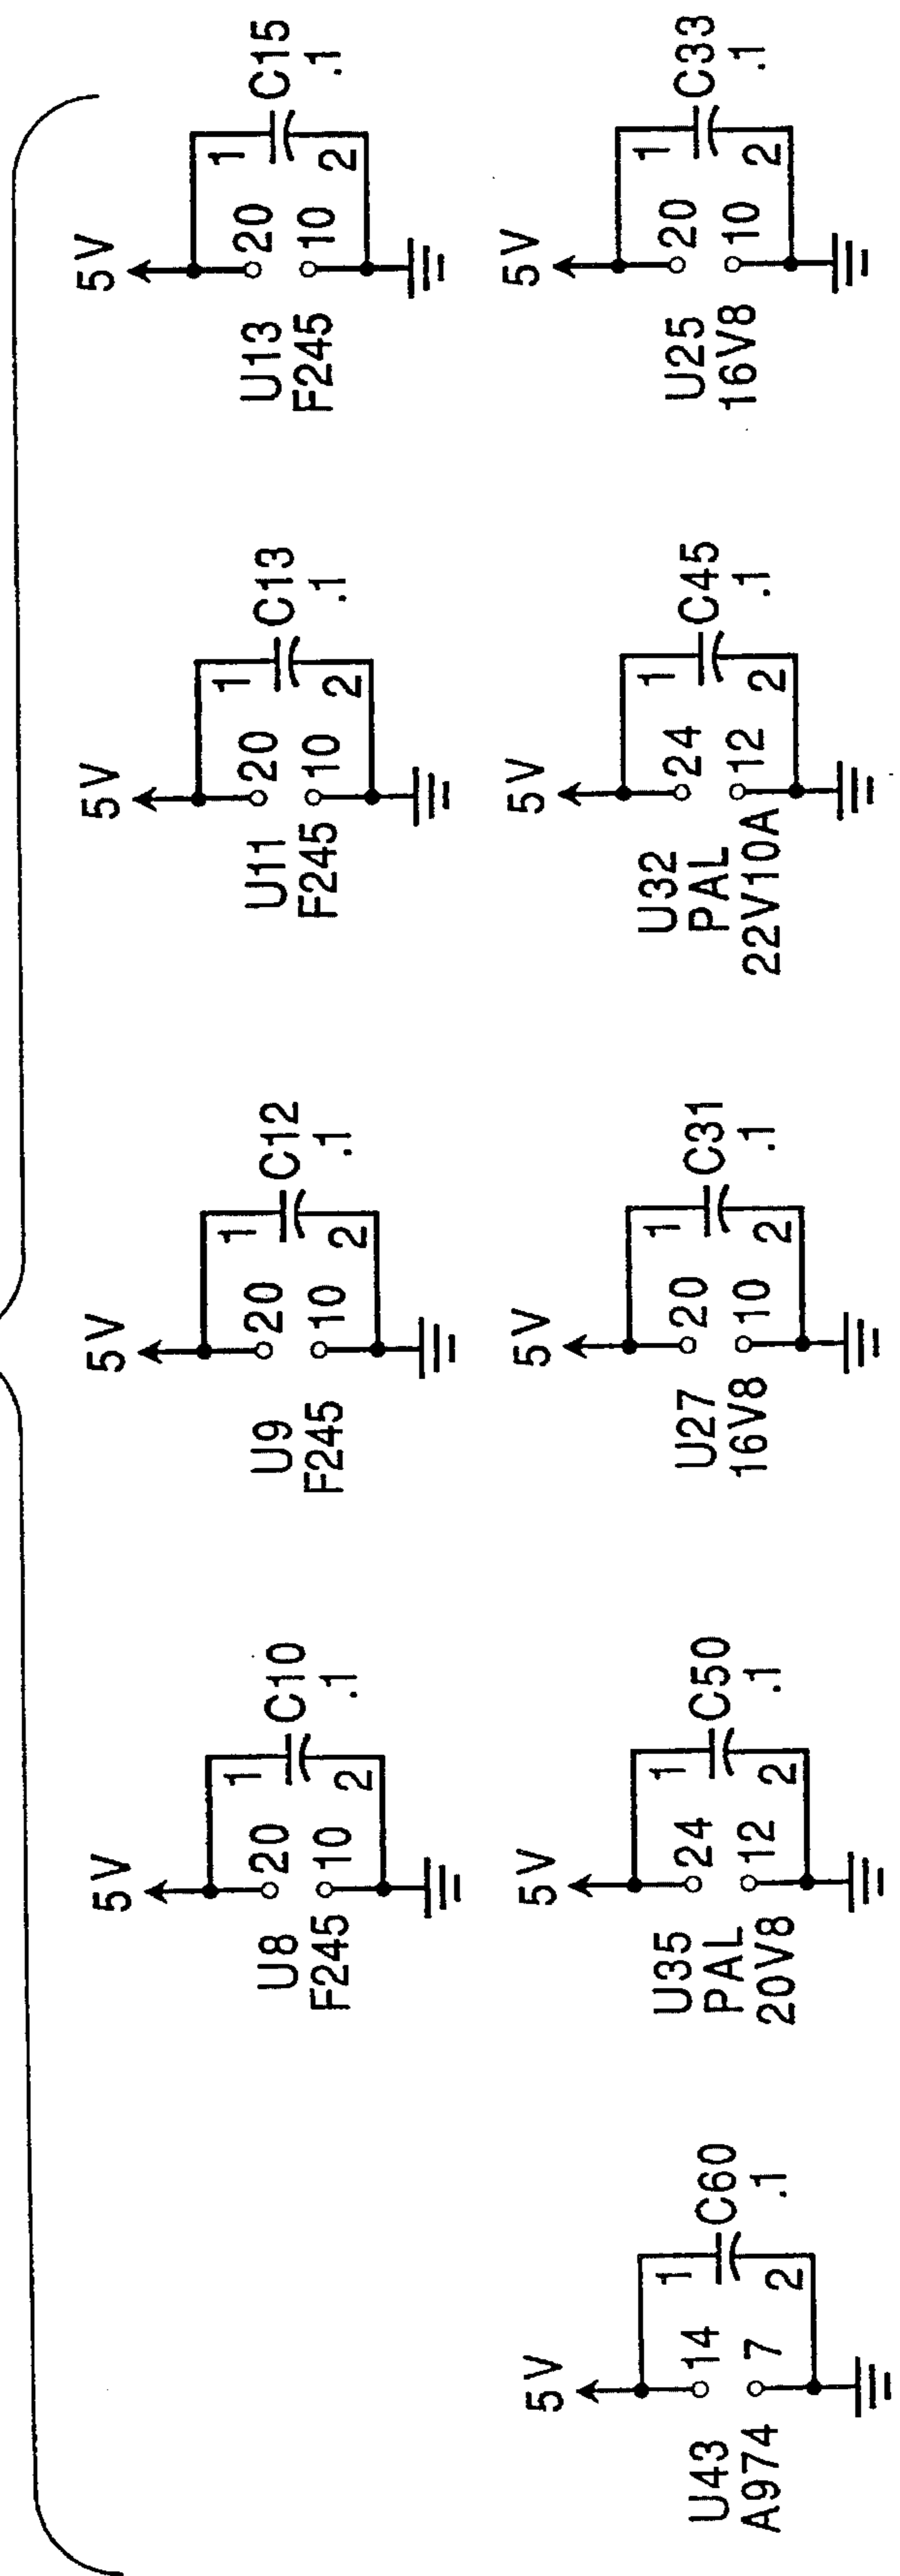 5V
U8
F245
20
10
1
2
C10
.1
5V
U9
F245
20
10
1
2
C12
.1
5V
U11
F245
20
10
1
2
C13
.1
5V
U13
F245
20
10
1
2
C15
.1
5V
U43
A974
14
7
1
2
C60
.1
5V
U35
PAL
20V8
24
12
1
2
C50
.1
5V
U27
16V8
20
10
1
2
C31
.1
5V
U32
PAL
22V10A
24
12
1
2
C45
.1
5V
U25
16V8
20
10
1
2
C33
.1